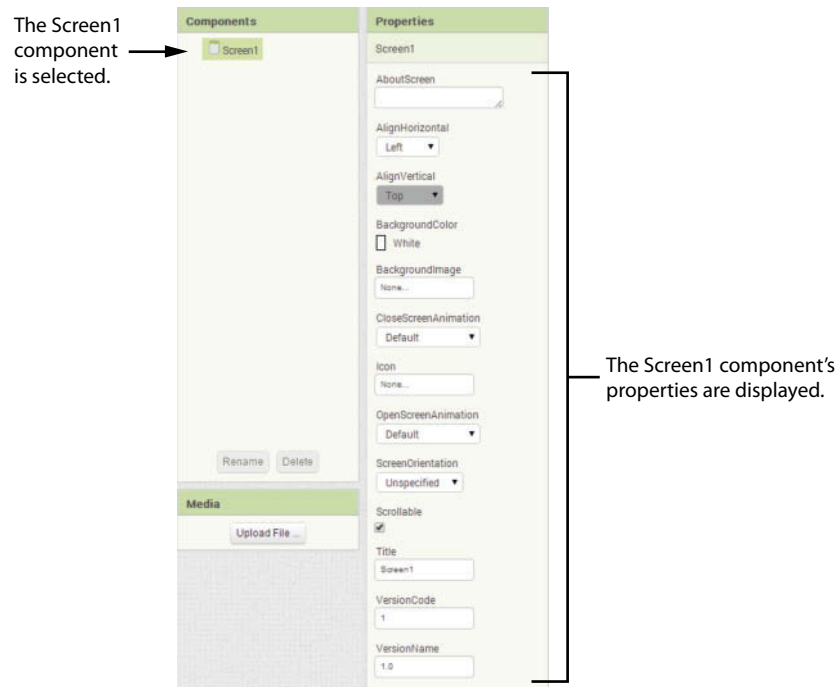 The Screen1
component
is selected.
Components
Screen1
Rename Delete
Media
Upload File ...
Properties
Screen1
AboutScreen
AlignHorizontal
Left
AlignVertical
Top
BackgroundColor
White
BackgroundImage
None...
CloseScreenAnimation
Default
Icon
None...
OpenScreenAnimation
Default
ScreenOrientation
Unspecified
Scrollable
Title
Screen1
VersionCode
1
VersionName
1.0
The Screen1 component's
properties are displayed.